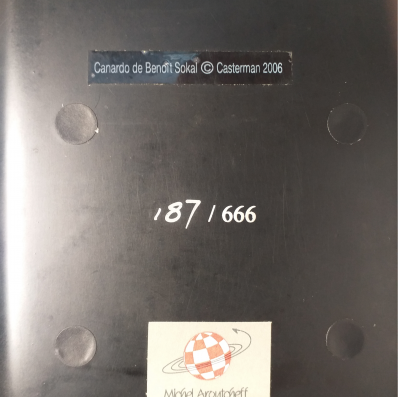 Canardo de Benoît Sokal © Casterman 2006
187 / 666
Michel Aroutcheff